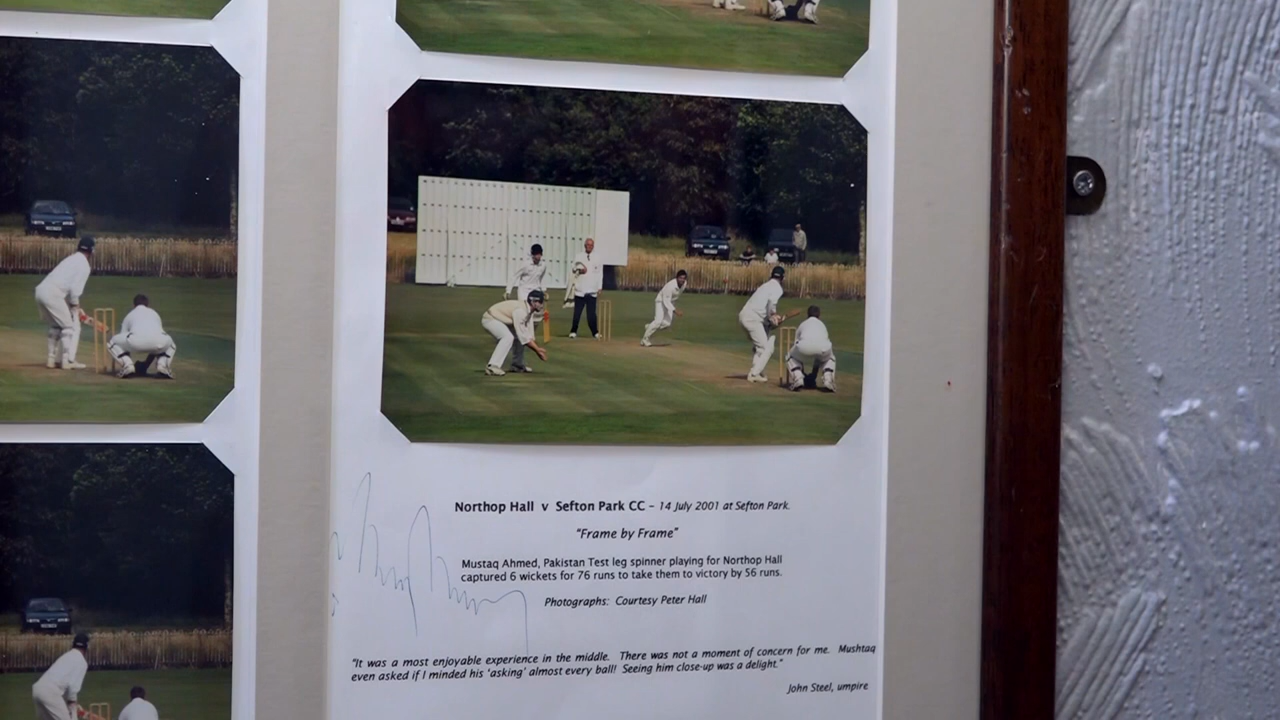 Northop Hall v Sefton Park CC – 14 July 2001 at Sefton Park.
"Frame by Frame"
Mustaq Ahmed, Pakistan Test leg spinner playing for Northop Hall
captured 6 wickets for 76 runs to take them to victory by 56 runs.
Photographs: Courtesy Peter Hall
"It was a most enjoyable experience in the middle. There was not a moment of concern for me. Mushtaq
even asked if I minded his 'asking' almost every ball! Seeing him close-up was a delight."
John Steel, umpire